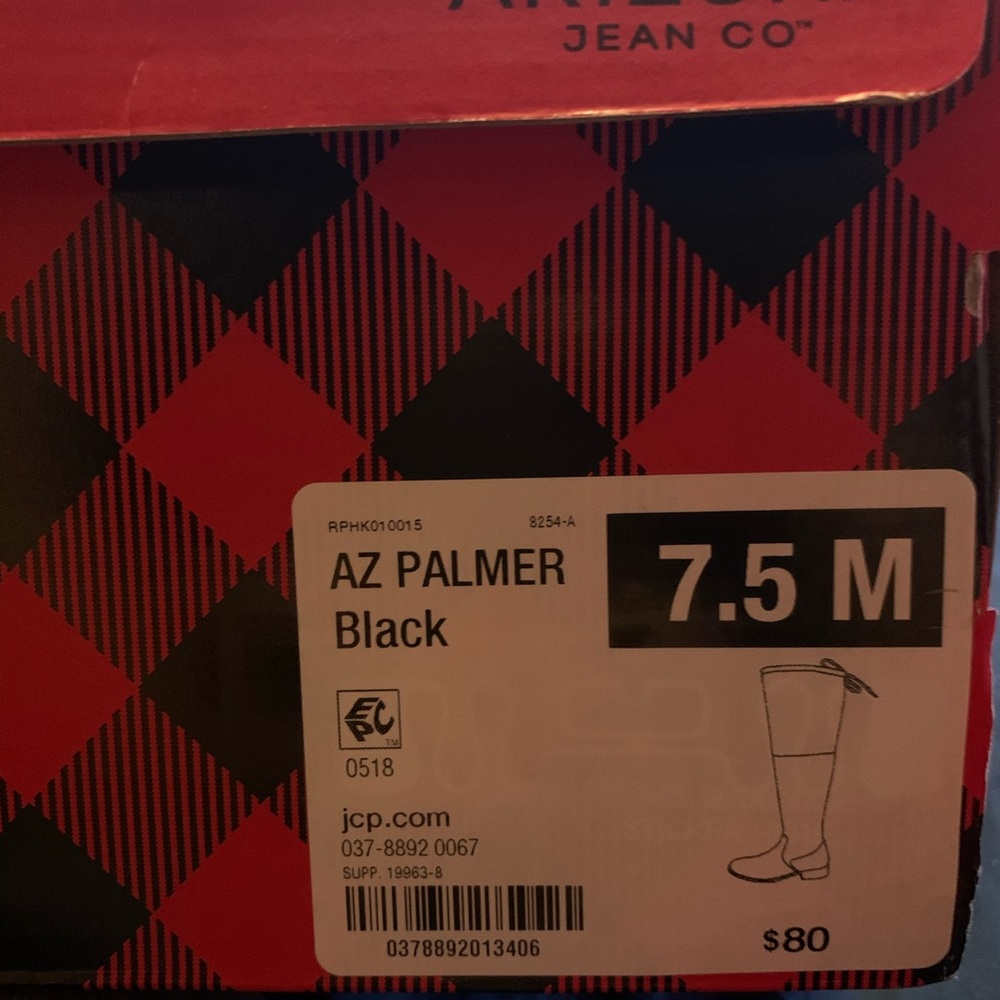 JEAN CO™
RPHK010015 8254-A
AZ PALMER
Black
7.5 M
EPC™
0518
jcp.com
037-8892 0067
SUPP. 19963-8
0378892013406
$80